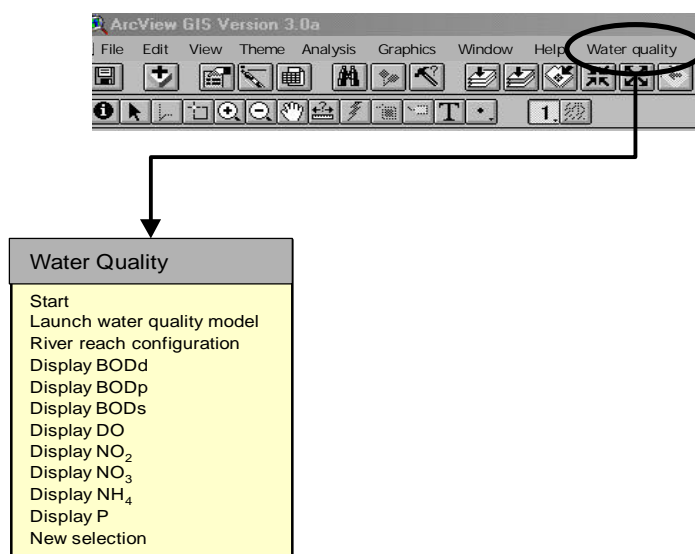 ArcView GIS Version 3.0a
File Edit View Theme Analysis Graphics Window Help Water quality
T 1
Water Quality
Start
Launch water quality model
River reach configuration
Display BODd
Display BODp
Display BODs
Display DO
Display NO₂
Display NO₃
Display NH₄
Display P
New selection